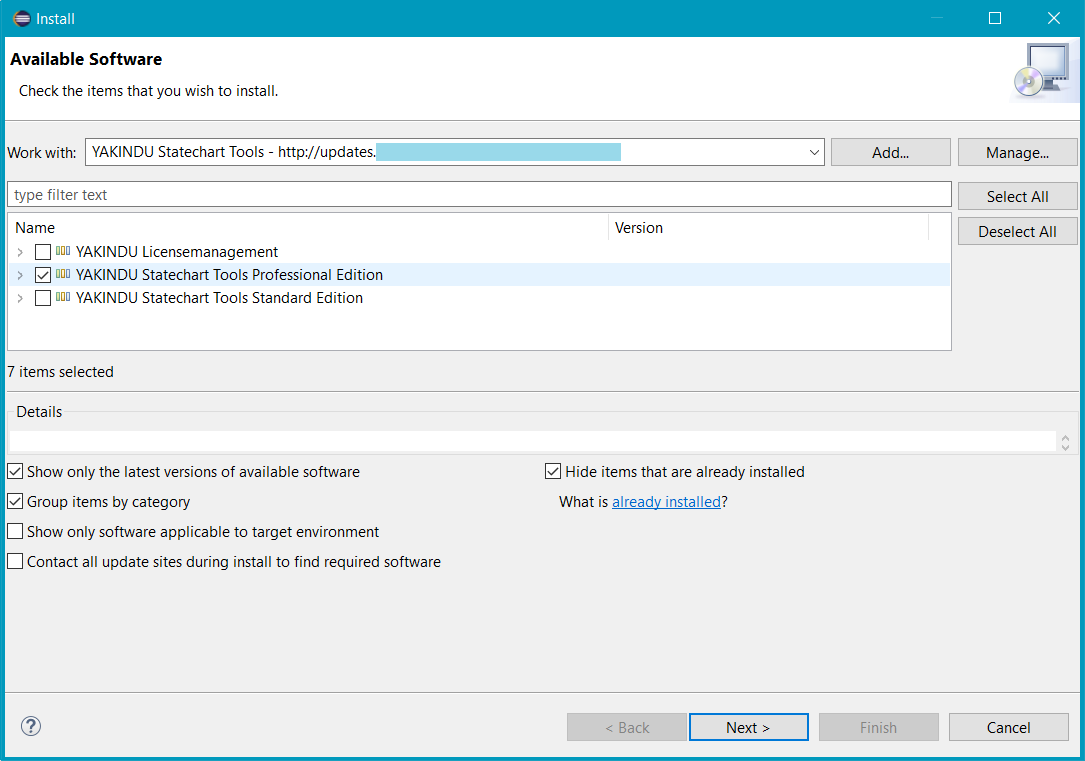 Install
Available Software
Check the items that you wish to install.
Work with: YAKINDU Statechart Tools - http://updates. Add... Manage...
type filter text Select All
Deselect All
Name Version
YAKINDU Licensemanagement
YAKINDU Statechart Tools Professional Edition
YAKINDU Statechart Tools Standard Edition
7 items selected
Details
Show only the latest versions of available software Hide items that are already installed
Group items by category What is already installed?
Show only software applicable to target environment
Contact all update sites during install to find required software
? < Back Next > Finish Cancel